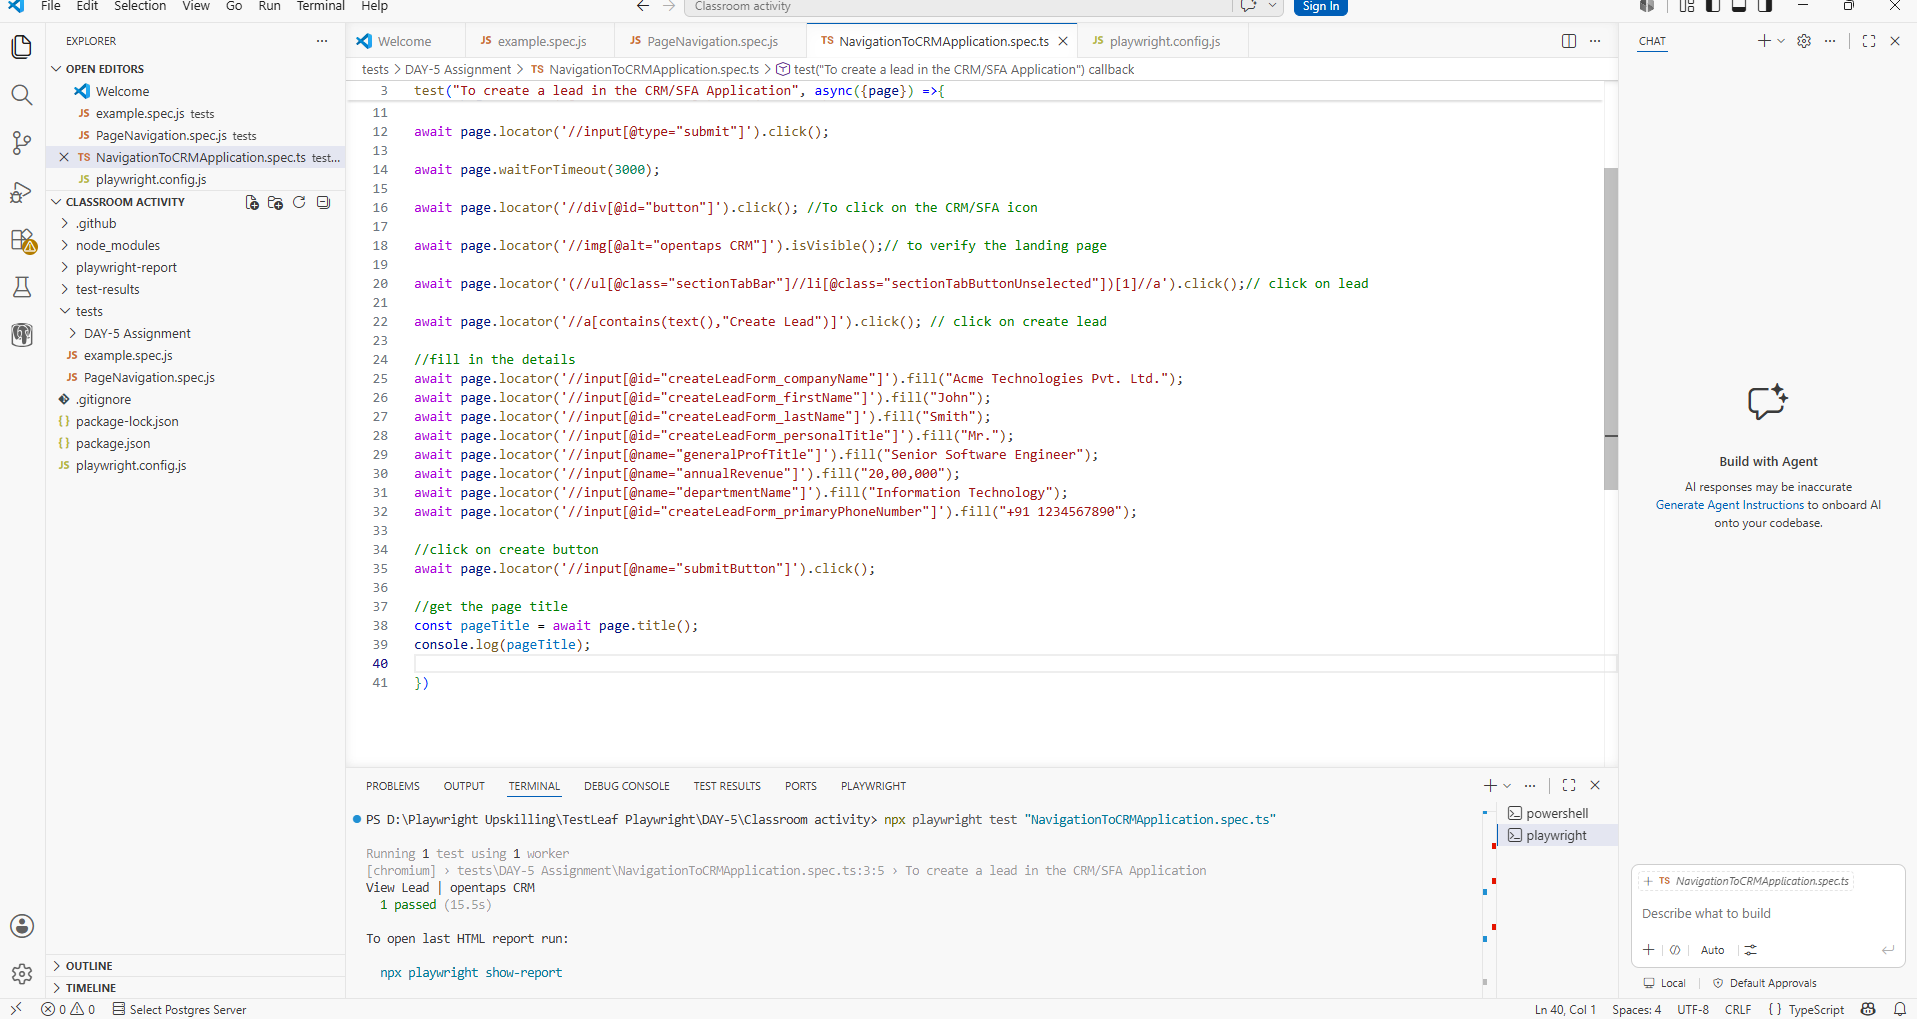 File Edit Selection View Go Run Terminal Help
Classroom activity
Sign In
EXPLORER
OPEN EDITORS
Welcome
example.spec.js tests
PageNavigation.spec.js tests
TS NavigationToCRMApplication.spec.ts test...
playwright.config.js
CLASSROOM ACTIVITY
.github
node_modules
playwright-report
test-results
tests
DAY-5 Assignment
JS example.spec.js
JS PageNavigation.spec.js
.gitignore
{} package-lock.json
{} package.json
JS playwright.config.js
OUTLINE
TIMELINE
Welcome
JS example.spec.js
JS PageNavigation.spec.js
TS NavigationToCRMApplication.spec.ts
JS playwright.config.js
tests > DAY-5 Assignment > TS NavigationToCRMApplication.spec.ts > test("To create a lead in the CRM/SFA Application") callback
3 test("To create a lead in the CRM/SFA Application", async({page}) =>{
11
12 await page.locator('//input[@type="submit"]').click();
13
14 await page.waitForTimeout(3000);
15
16 await page.locator('//div[@id="button"]').click(); //To click on the CRM/SFA icon
17
18 await page.locator('//img[@alt="opentaps CRM"]').isVisible();// to verify the landing page
19
20 await page.locator('(//ul[@class="sectionTabBar"]//li[@class="sectionTabButtonUnselected"])[1]//a').click();// click on lead
21
22 await page.locator('//a[contains(text(),"Create Lead")]').click(); // click on create lead
23
24 //fill in the details
25 await page.locator('//input[@id="createLeadForm_companyName"]').fill("Acme Technologies Pvt. Ltd.");
26 await page.locator('//input[@id="createLeadForm_firstName"]').fill("John");
27 await page.locator('//input[@id="createLeadForm_lastName"]').fill("Smith");
28 await page.locator('//input[@id="createLeadForm_personalTitle"]').fill("Mr.");
29 await page.locator('//input[@name="generalProfTitle"]').fill("Senior Software Engineer");
30 await page.locator('//input[@name="annualRevenue"]').fill("20,00,000");
31 await page.locator('//input[@name="departmentName"]').fill("Information Technology");
32 await page.locator('//input[@id="createLeadForm_primaryPhoneNumber"]').fill("+91 1234567890");
33
34 //click on create button
35 await page.locator('//input[@name="submitButton"]').click();
36
37 //get the page title
38 const pageTitle = await page.title();
39 console.log(pageTitle);
40
41 })
PROBLEMS OUTPUT TERMINAL DEBUG CONSOLE TEST RESULTS PORTS PLAYWRIGHT
PS D:\Playwright Upskilling\TestLeaf Playwright\DAY-5\Classroom activity> npx playwright test "NavigationToCRMApplication.spec.ts"
Running 1 test using 1 worker
[chromium] › tests\DAY-5 Assignment\NavigationToCRMApplication.spec.ts:3:5 › To create a lead in the CRM/SFA Application
View Lead | opentaps CRM
1 passed (15.5s)
To open last HTML report run:
npx playwright show-report
powershell
playwright
CHAT
Build with Agent
AI responses may be inaccurate
Generate Agent Instructions to onboard AI
onto your codebase.
TS NavigationToCRMApplication.spec.ts
Describe what to build
Auto
Local
Default Approvals
0 0 Select Postgres Server
Ln 40, Col 1 Spaces: 4 UTF-8 CRLF {} TypeScript